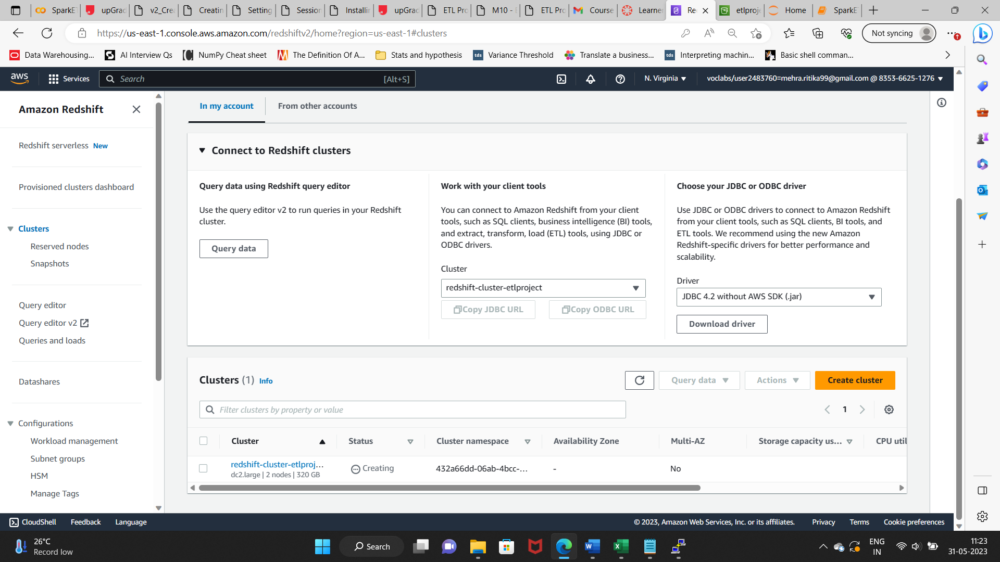 SparkE
upGrad
v2_Crea
Creatin
Setting
Session
Installin
upGrad
ETL Pro
M10 -
ETL Pro
Course
Learner
Re
etlproje
Home
SparkE
https://us-east-1.console.aws.amazon.com/redshiftv2/home?region=us-east-1#clusters
Not syncing
Data Warehousing...
AI Interview Qs
NumPy Cheat sheet
The Definition Of A...
Stats and hypothesis
tds Variance Threshold
Translate a business...
tds Interpreting machin...
Basic shell comman...
aws
Services
Search
[Alt+S]
N. Virginia
voclabs/user2483760=mehra.ritika99@gmail.com @ 8353-6625-1276
Amazon Redshift
Redshift serverless New
Provisioned clusters dashboard
Clusters
Reserved nodes
Snapshots
Query editor
Query editor v2
Queries and loads
Datashares
Configurations
Workload management
Subnet groups
HSM
Manage Tags
In my account
From other accounts
Connect to Redshift clusters
Query data using Redshift query editor
Use the query editor v2 to run queries in your Redshift
cluster.
Query data
Work with your client tools
You can connect to Amazon Redshift from your client
tools, such as SQL clients, business intelligence (BI) tools,
and extract, transform, load (ETL) tools, using JDBC or
ODBC drivers.
Cluster
redshift-cluster-etlproject
Copy JDBC URL
Copy ODBC URL
Choose your JDBC or ODBC driver
Use JDBC or ODBC drivers to connect to Amazon Redshift
from your client tools, such as SQL clients, BI tools, and
ETL tools. We recommend using the new Amazon
Redshift-specific drivers for better performance and
scalability.
Driver
JDBC 4.2 without AWS SDK (.jar)
Download driver
Clusters (1) Info
Query data
Actions
Create cluster
Filter clusters by property or value
1
Cluster
Status
Cluster namespace
Availability Zone
Multi-AZ
Storage capacity us...
CPU util
redshift-cluster-etlproj...
dc2.large | 2 nodes | 320 GB
Creating
432a66dd-06ab-4bcc-...
-
No
CloudShell
Feedback
Language
© 2023, Amazon Web Services, Inc. or its affiliates.
Privacy
Terms
Cookie preferences
26°C
Record low
Search
ENG
IN
11:23
31-05-2023